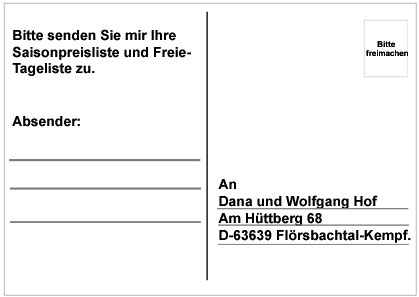 Bitte senden Sie mir Ihre
Saisonpreisliste und Freie-
Tageliste zu.
Absender:
Bitte
freimachen
An
Dana und Wolfgang Hof
Am Hüttberg 68
D-63639 Flörsbachtal-Kempf.